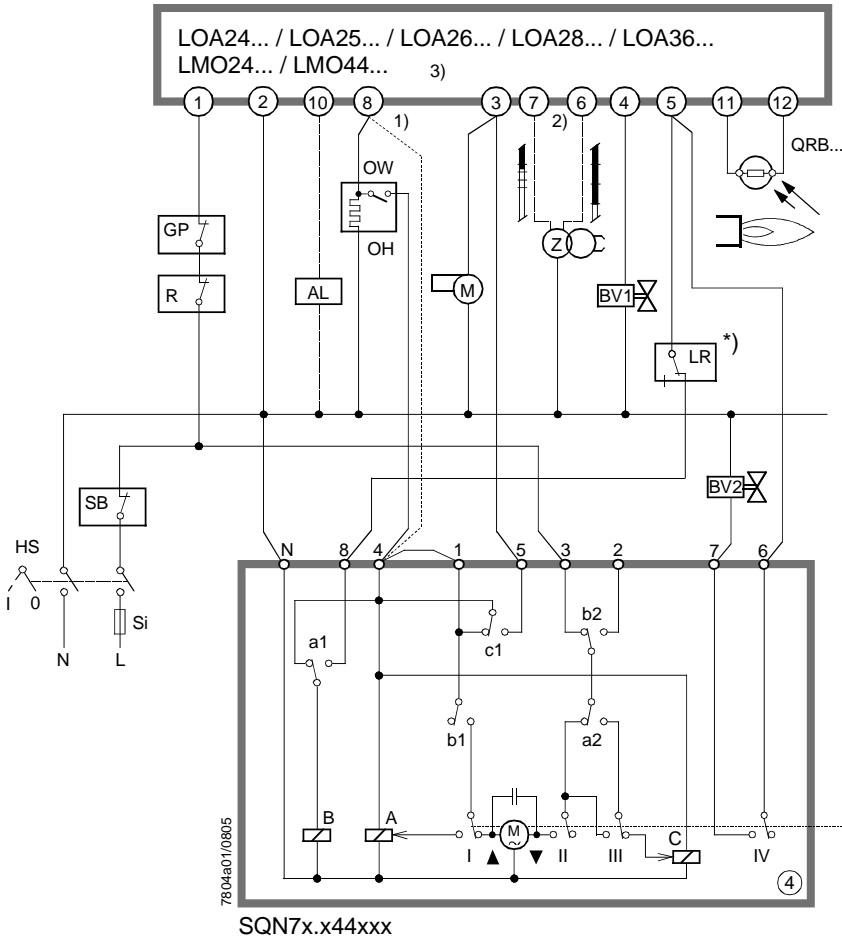 LOA24... / LOA25... / LOA26... / LOA28... / LOA36...
LMO24... / LMO44... 3)
1 2 10 8 3 7 6 4 5 11 12
1) 2)
QRB...
OW
GP
OH
Z
R
AL
M
BV1
LR *)
BV2
SB
HS
N 8 4 1 5 3 2 7 6
I 0
Si
b2
a1
c1
N L
b1 a2
B A M ~ C
I II III IV
4
7804a01/0805
SQN7x.x44xxx